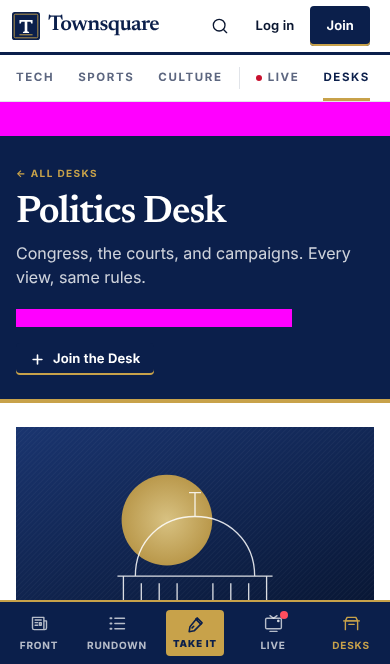 T Townsquare
Log in
Join
TECH SPORTS CULTURE LIVE DESKS
← ALL DESKS
Politics Desk
Congress, the courts, and campaigns. Every
view, same rules.
+ Join the Desk
FRONT RUNDOWN TAKE IT LIVE DESKS